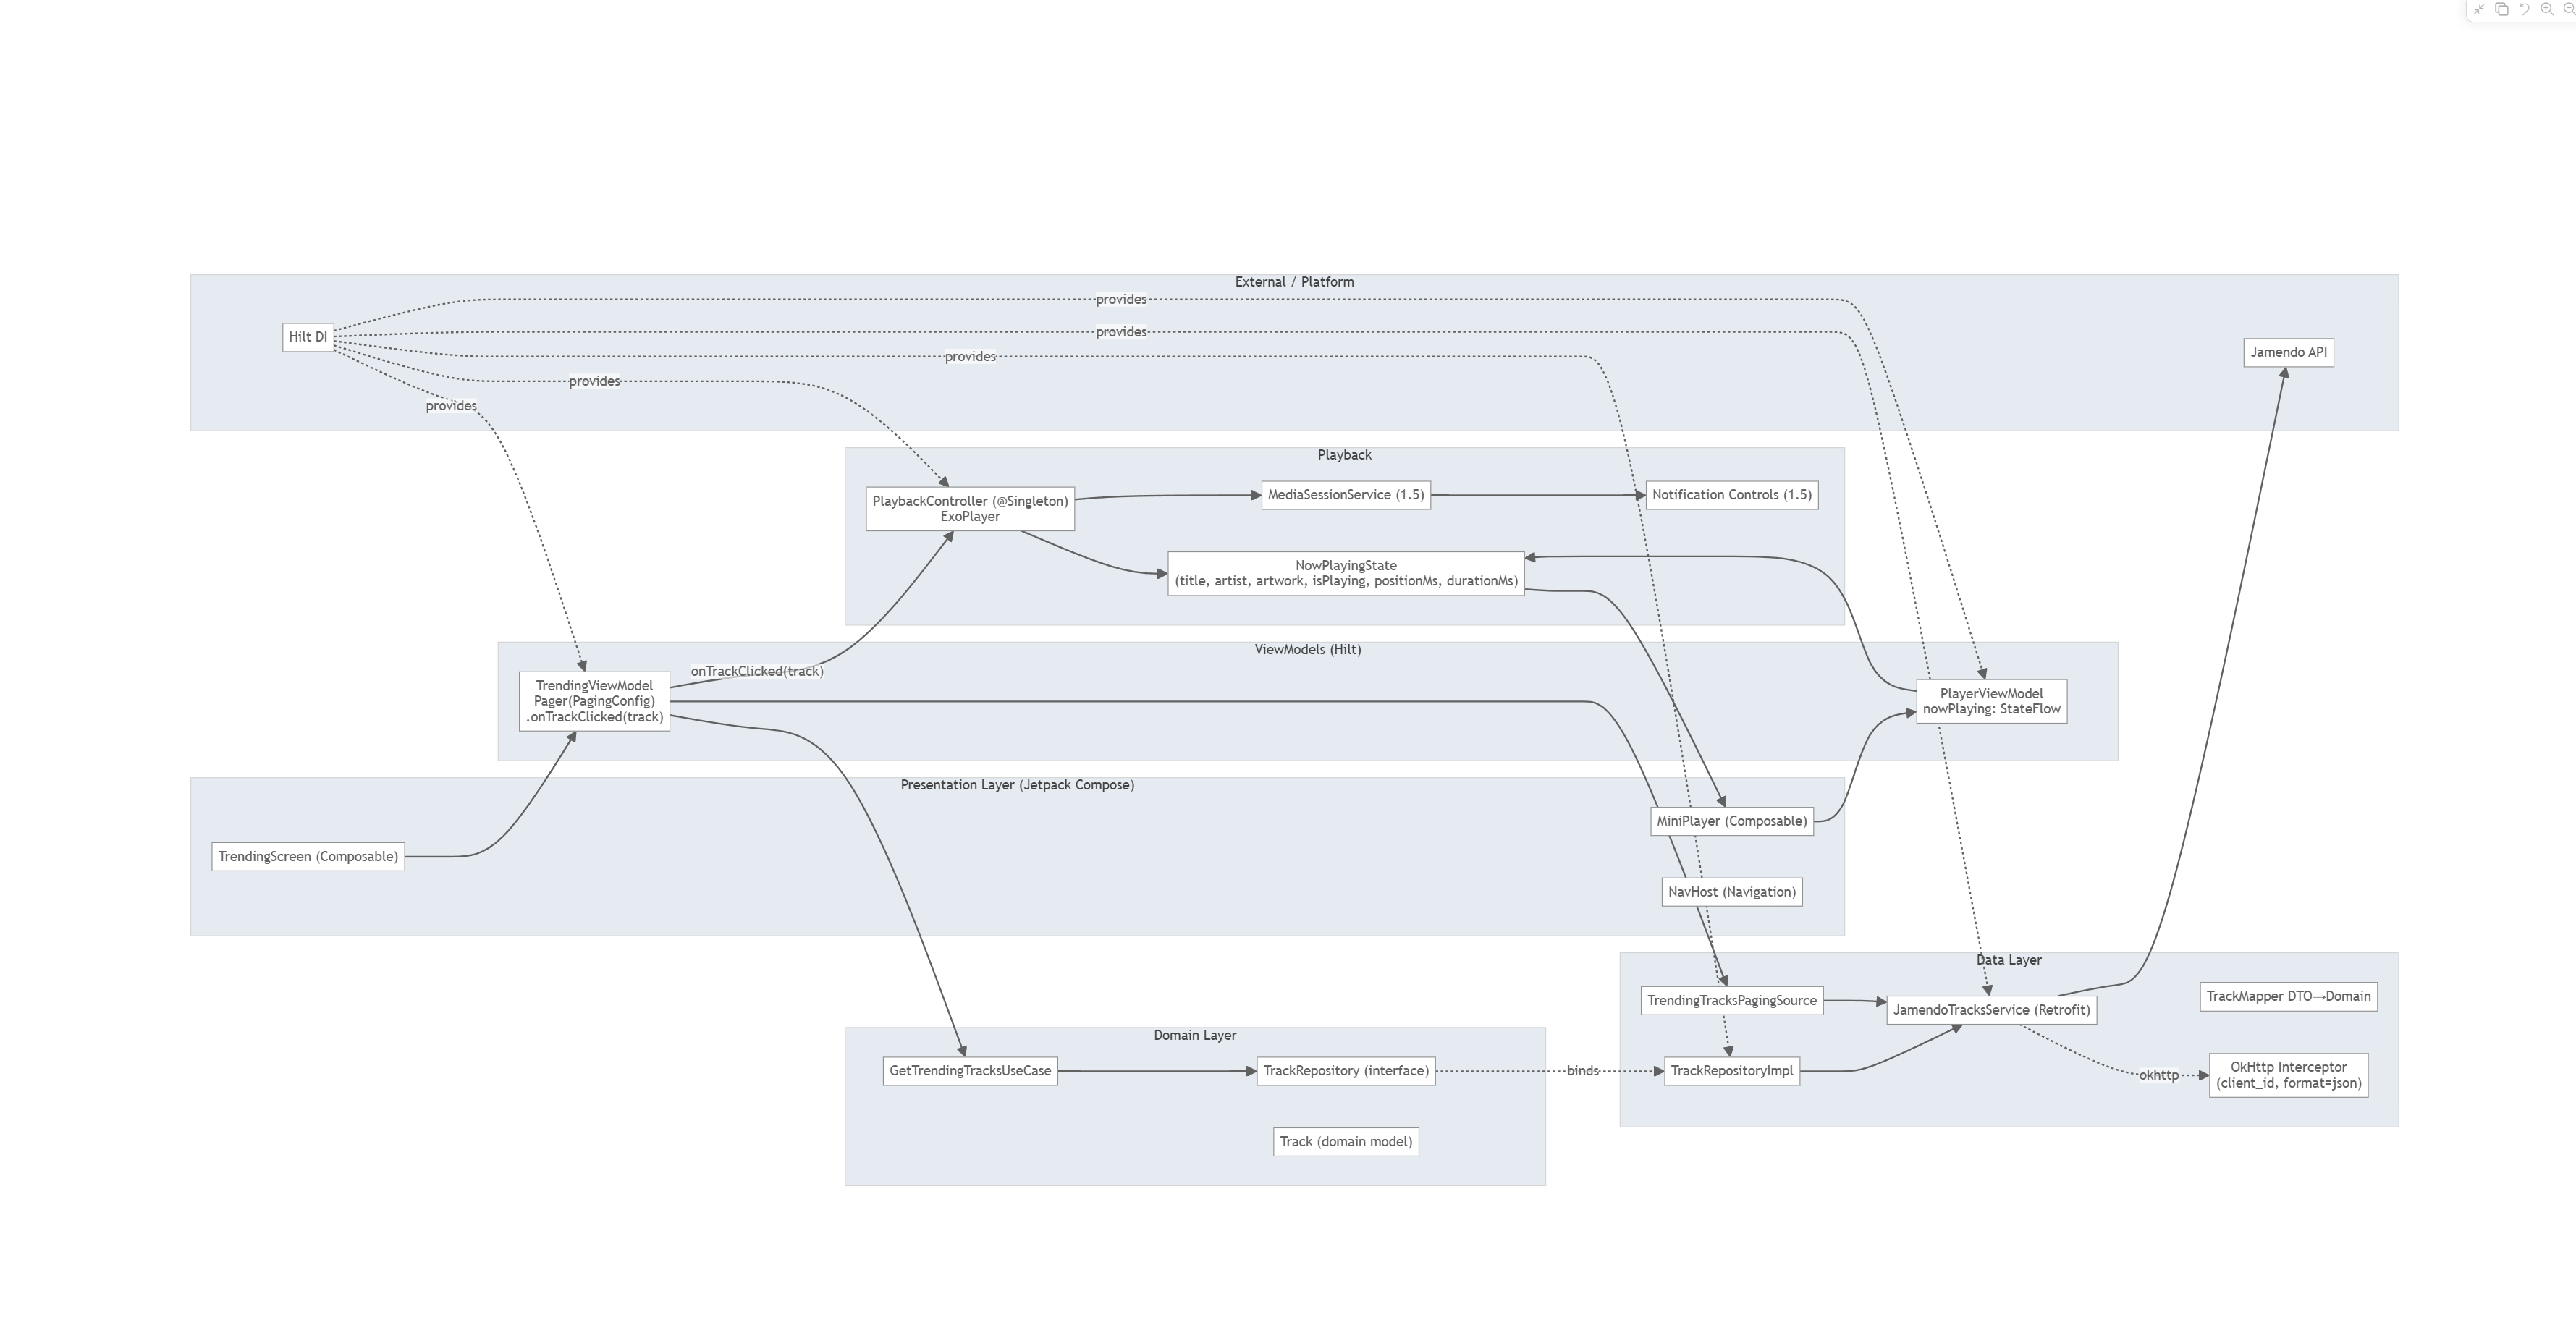 External / Platform
provides
Hilt DI
provides
Jamendo API
provides
provides
provides
Playback
PlaybackController (@Singleton)
ExoPlayer
MediaSessionService (1.5)
Notification Controls (1.5)
NowPlayingState
(title, artist, artwork, isPlaying, positionMs, durationMs)
ViewModels (Hilt)
onTrackClicked(track)
TrendingViewModel
Pager(PagingConfig)
.onTrackClicked(track)
PlayerViewModel
nowPlaying: StateFlow
Presentation Layer (Jetpack Compose)
MiniPlayer (Composable)
TrendingScreen (Composable)
NavHost (Navigation)
Data Layer
TrendingTracksPagingSource
JamendoTracksService (Retrofit)
TrackMapper DTO→Domain
Domain Layer
GetTrendingTracksUseCase
TrackRepository (interface)
binds
TrackRepositoryImpl
okhttp
OkHttp Interceptor
(client_id, format=json)
Track (domain model)